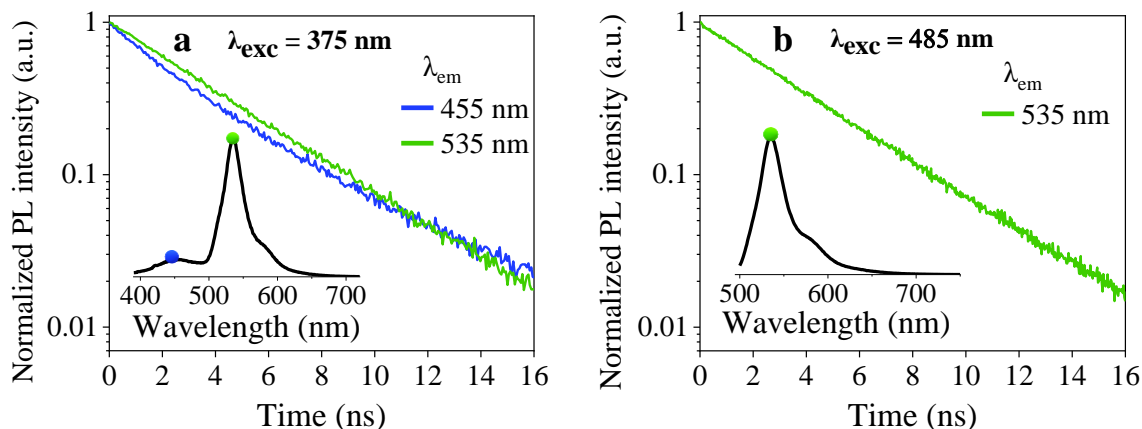 a
λexc = 375 nm
λem
455 nm
535 nm
Normalized PL intensity (a.u.)
1
0.1
0.01
400 500 600 700
Wavelength (nm)
0 2 4 6 8 10 12 14 16
Time (ns)
b
λexc = 485 nm
λem
535 nm
Normalized PL intensity (a.u.)
1
0.1
0.01
500 600 700
Wavelength (nm)
0 2 4 6 8 10 12 14 16
Time (ns)